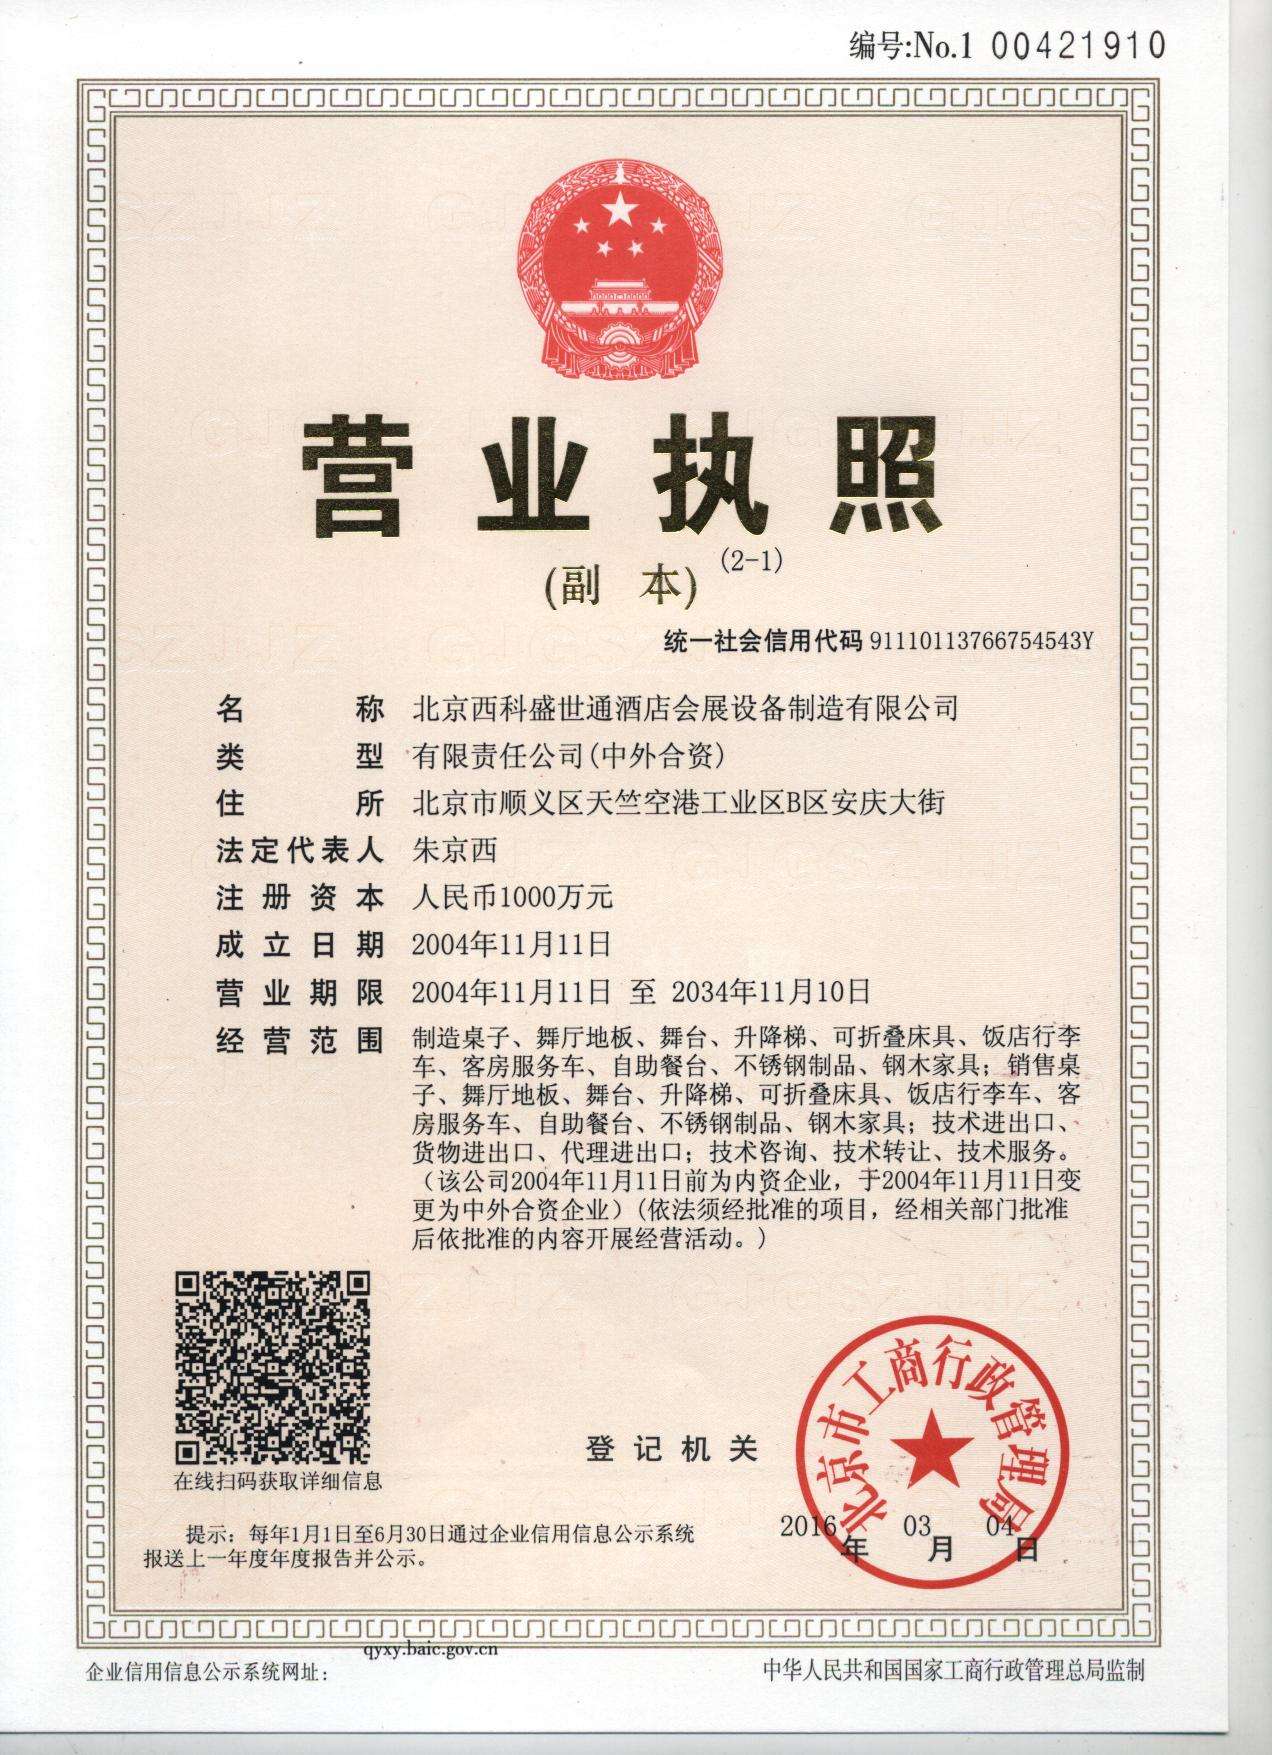 编号:No.1 00421910
营业执照
(副 本) (2-1)
统一社会信用代码 91110113766754543Y
名 称 北京西科盛世通酒店会展设备制造有限公司
类 型 有限责任公司(中外合资)
住 所 北京市顺义区天竺空港工业区B区安庆大街
法定代表人 朱京西
注册资本 人民币1000万元
成立日期 2004年11月11日
营业期限 2004年11月11日 至 2034年11月10日
经营范围 制造桌子、舞厅地板、舞台、升降梯、可折叠床具、饭店行李
车、客房服务车、自助餐台、不锈钢制品、钢木家具；销售桌
子、舞厅地板、舞台、升降梯、可折叠床具、饭店行李车、客
房服务车、自助餐台、不锈钢制品、钢木家具；技术进出口、
货物进出口、代理进出口；技术咨询、技术转让、技术服务。
（该公司2004年11月11日前为内资企业，于2004年11月11日变
更为中外合资企业）(依法须经批准的项目，经相关部门批准
后依批准的内容开展经营活动。)
在线扫码获取详细信息
登记机关
北京市工商行政管理局
2016年03月04日
提示：每年1月1日至6月30日通过企业信用信息公示系统
报送上一年度年度报告并公示。
qyxy.baic.gov.cn
企业信用信息公示系统网址：
中华人民共和国国家工商行政管理总局监制